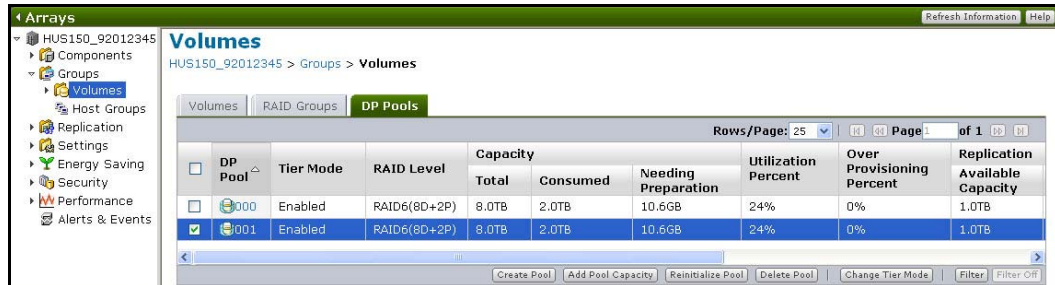 Arrays
Refresh Information Help
HUS150_92012345
Components
Groups
Volumes
Host Groups
Replication
Settings
Energy Saving
Security
Performance
Alerts & Events
Volumes
HUS150_92012345 > Groups > Volumes
Volumes RAID Groups DP Pools
Rows/Page: 25 Page 1 of 1
DP Pool Tier Mode RAID Level Capacity Utilization Percent Over Provisioning Percent Replication
Total Consumed Needing Preparation Available Capacity
000 Enabled RAID6(8D+2P) 8.0TB 2.0TB 10.6GB 24% 0% 1.0TB
001 Enabled RAID6(8D+2P) 8.0TB 2.0TB 10.6GB 24% 0% 1.0TB
Create Pool Add Pool Capacity Reinitialize Pool Delete Pool | Change Tier Mode | Filter Filter Off